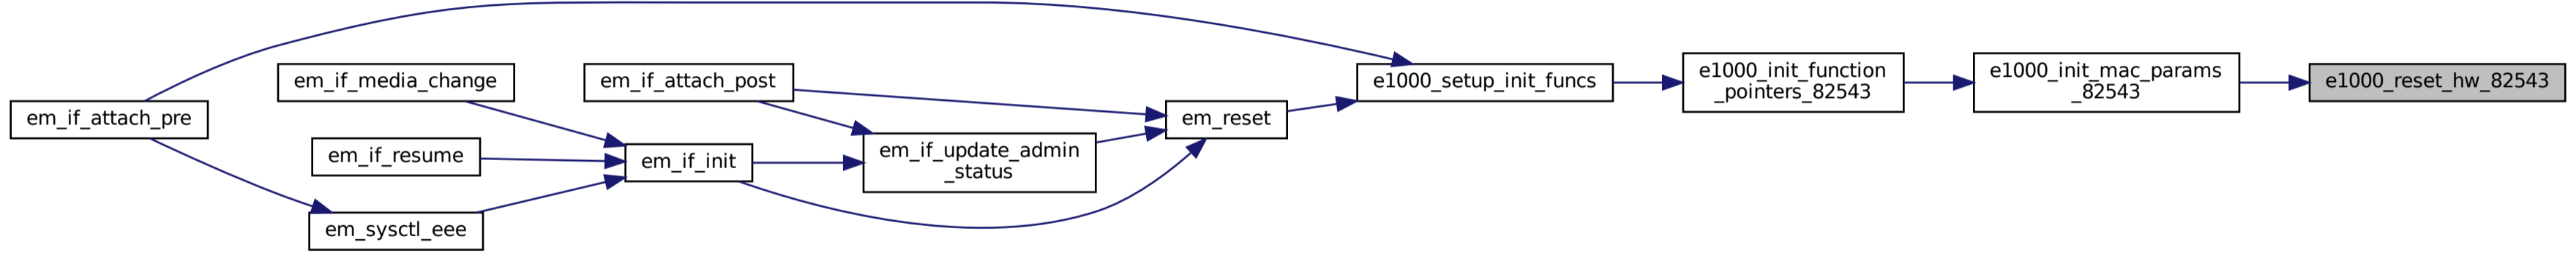 em_if_attach_pre
em_if_media_change
em_if_resume
em_sysctl_eee
em_if_attach_post
em_if_init
em_if_update_admin
_status
em_reset
e1000_setup_init_funcs
e1000_init_function
_pointers_82543
e1000_init_mac_params
_82543
e1000_reset_hw_82543